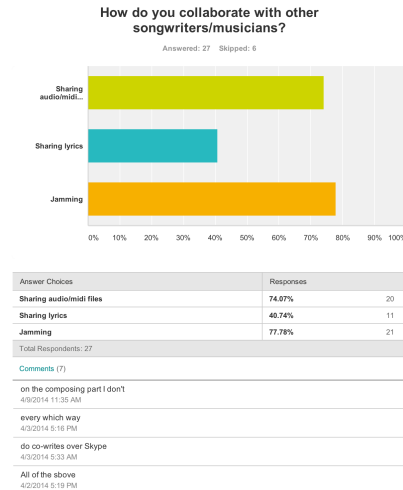 How do you collaborate with other
songwriters/musicians?
Answered: 27 Skipped: 6
Sharing
audio/midi...
Sharing lyrics
Jamming
0% 10% 20% 30% 40% 50% 60% 70% 80% 90% 100%
Answer Choices Responses
Sharing audio/midi files 74.07% 20
Sharing lyrics 40.74% 11
Jamming 77.78% 21
Total Respondents: 27
Comments (7)
on the composing part I don't
4/9/2014 11:35 AM
every which way
4/3/2014 5:16 PM
do co-writes over Skype
4/3/2014 5:33 AM
All of the sbove
4/2/2014 5:19 PM